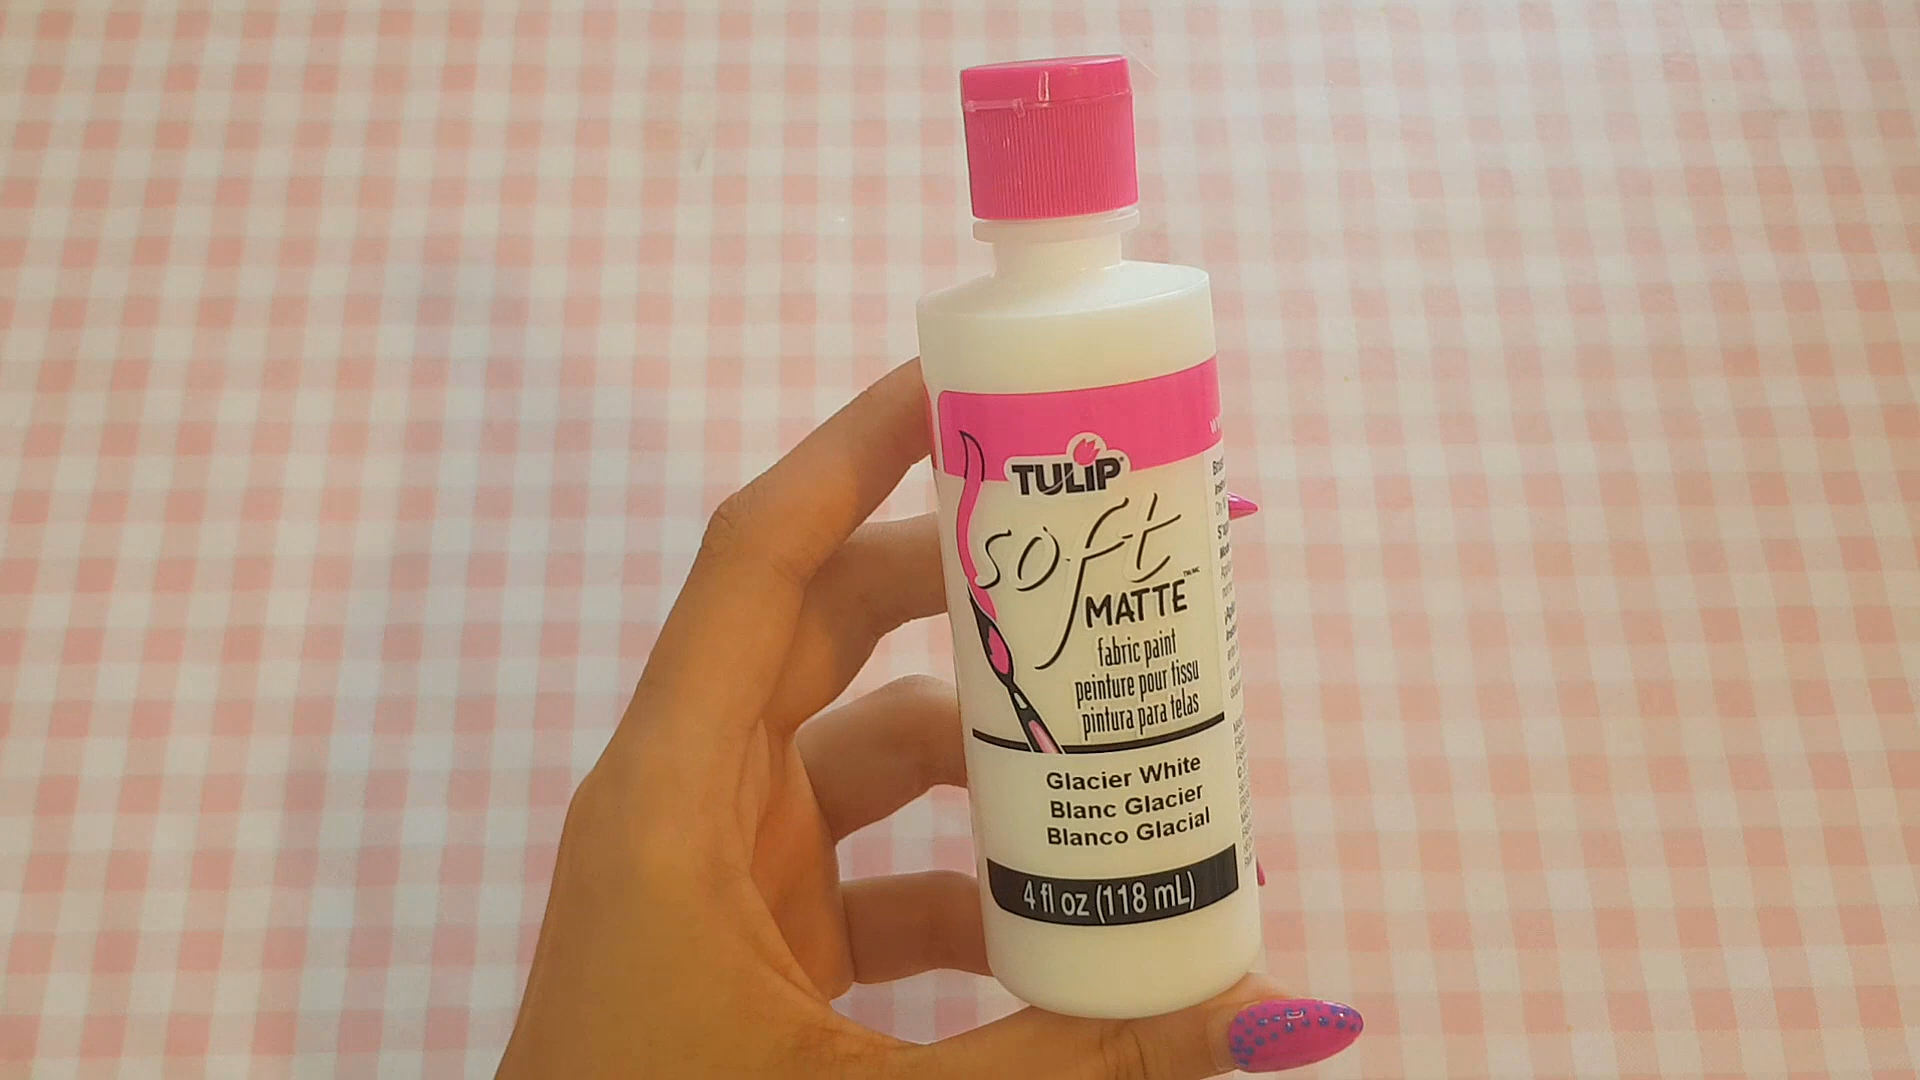 TULIP®
soft
MATTE
fabric paint
peinture pour tissu
pintura para telas
Glacier White
Blanc Glacier
Blanco Glacial
4 fl oz (118 mL)